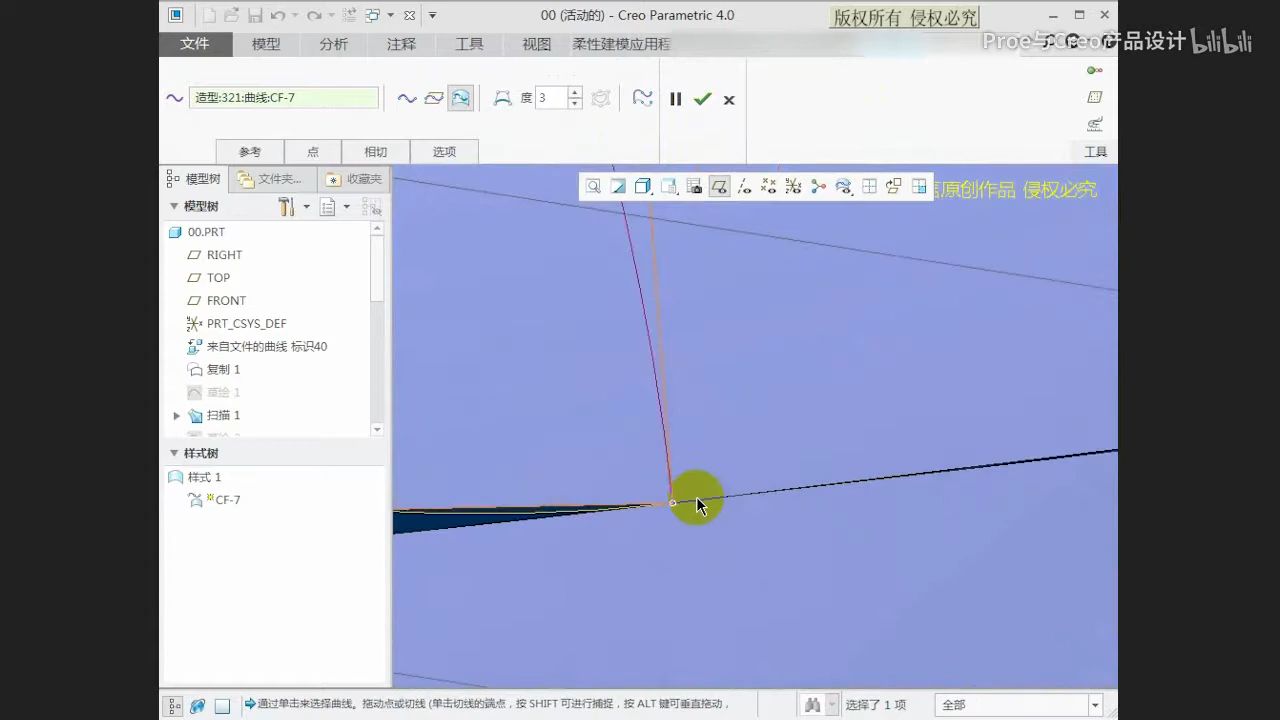 00 (活动的) - Creo Parametric 4.0
版权所有 侵权必究
文件 模型 分析 注释 工具 视图 柔性建模应用程
Proe与Creo产品设计 bilibili
造型:321:曲线:CF-7
度 3
参考 点 相切 选项
工具
模型树 文件夹... 收藏夹
原创作品 侵权必究
模型树
00.PRT
RIGHT
TOP
FRONT
PRT_CSYS_DEF
来自文件的曲线 标识40
复制 1
草绘 1
扫描 1
样式树
样式 1
CF-7
通过单击来选择曲线。拖动点或切线 (单击切线的端点，按 SHIFT 可进行捕捉，按 ALT 键可垂直拖动，
选择了 1 项
全部